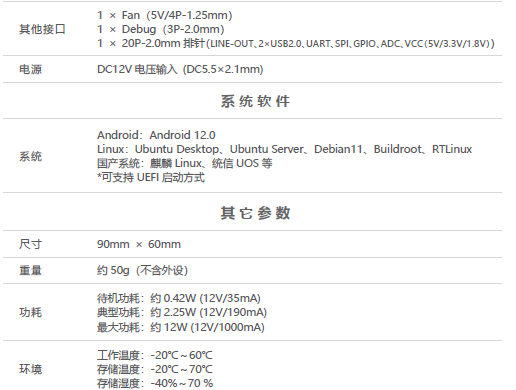 其他接口
1 × Fan（5V/4P-1.25mm）
1 × Debug（3P-2.0mm）
1 × 20P-2.0mm 排针（LINE-OUT、2×USB2.0、UART、SPI、GPIO、ADC、VCC（5V/3.3V/1.8V））
电源
DC12V 电压输入（DC5.5×2.1mm）
系统软件
系统
Android：Android 12.0
Linux：Ubuntu Desktop、Ubuntu Server、Debian11、Buildroot、RTLinux
国产系统：麒麟 Linux、统信 UOS 等
*可支持 UEFI 启动方式
其它参数
尺寸
90mm × 60mm
重量
约 50g（不含外设）
功耗
待机功耗：约 0.42W (12V/35mA)
典型功耗：约 2.25W (12V/190mA)
最大功耗：约 12W (12V/1000mA)
环境
工作温度：-20℃～60℃
存储温度：-20℃～70℃
存储湿度：-40%～70 %